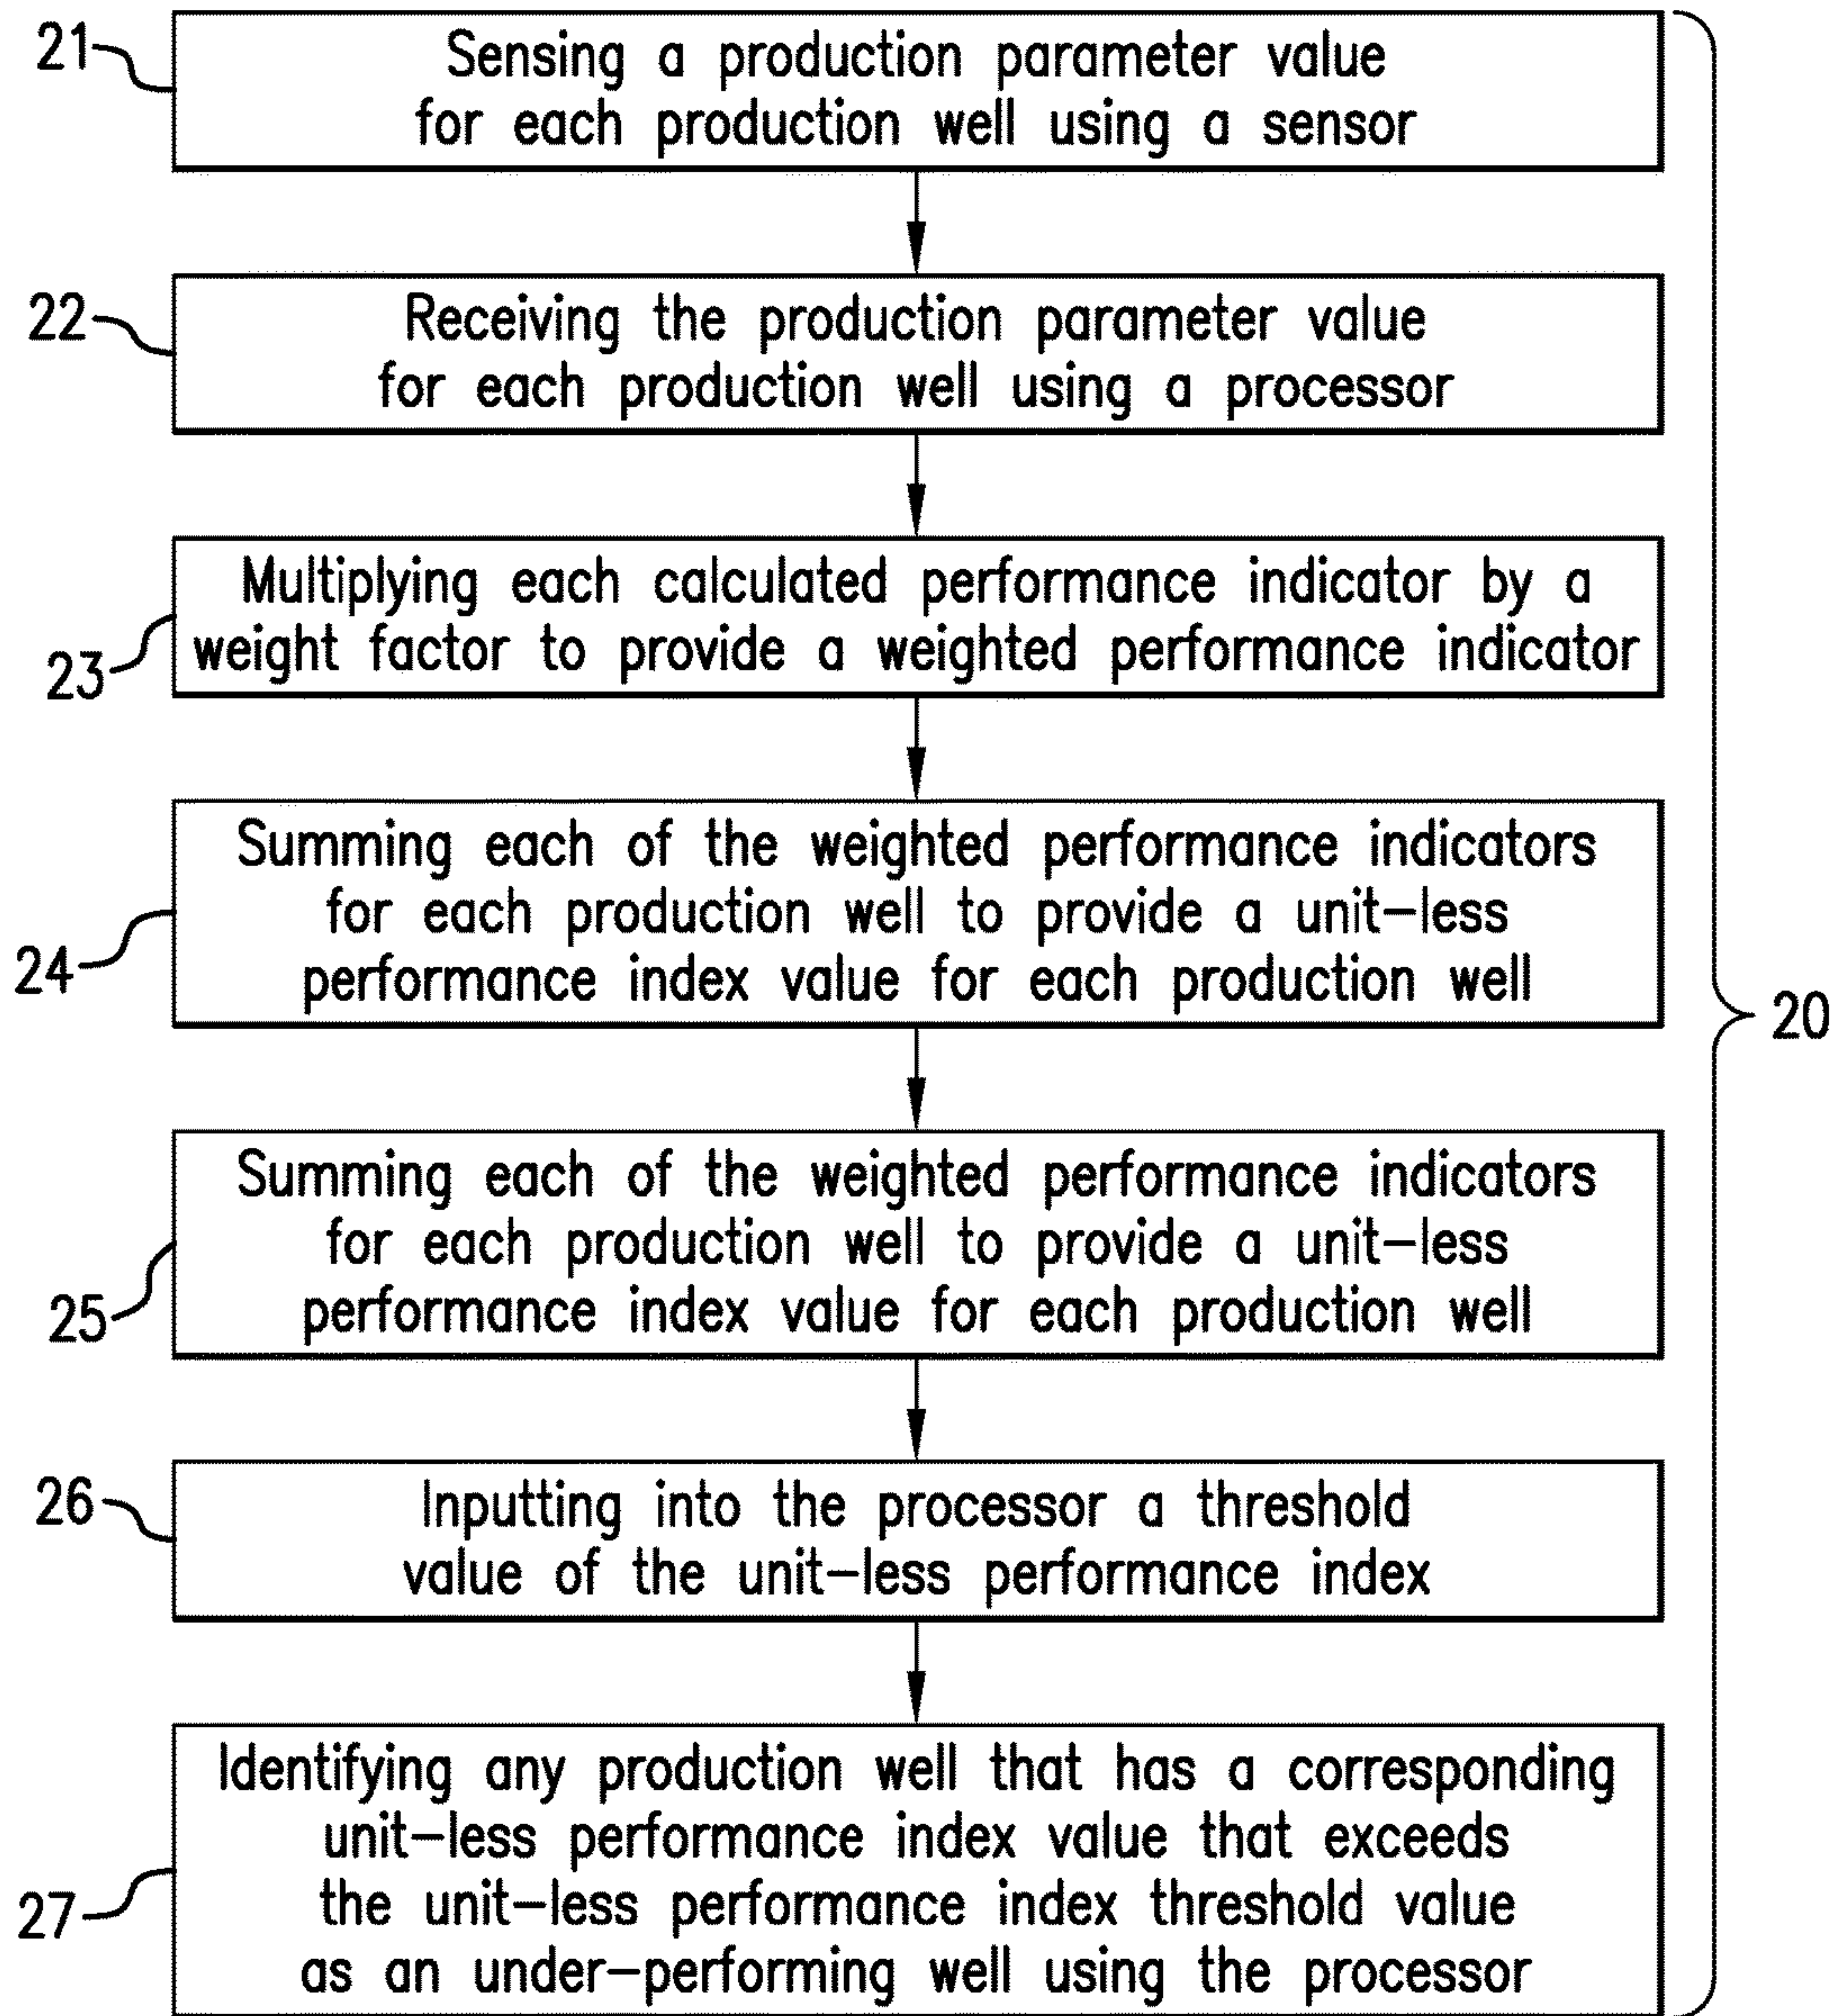 21
Sensing a production parameter value
for each production well using a sensor
22
Receiving the production parameter value
for each production well using a processor
23
Multiplying each calculated performance indicator by a
weight factor to provide a weighted performance indicator
24
Summing each of the weighted performance indicators
for each production well to provide a unit-less
performance index value for each production well
20
25
Summing each of the weighted performance indicators
for each production well to provide a unit-less
performance index value for each production well
26
Inputting into the processor a threshold
value of the unit-less performance index
27
Identifying any production well that has a corresponding
unit-less performance index value that exceeds
the unit-less performance index threshold value
as an under-performing well using the processor